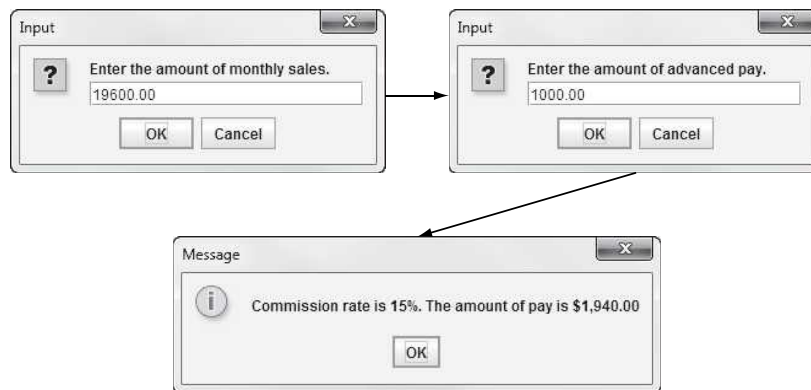 Input
Enter the amount of monthly sales.
19600.00
OK
Cancel
Input
Enter the amount of advanced pay.
1000.00
OK
Cancel
Message
Commission rate is 15%. The amount of pay is $1,940.00
OK